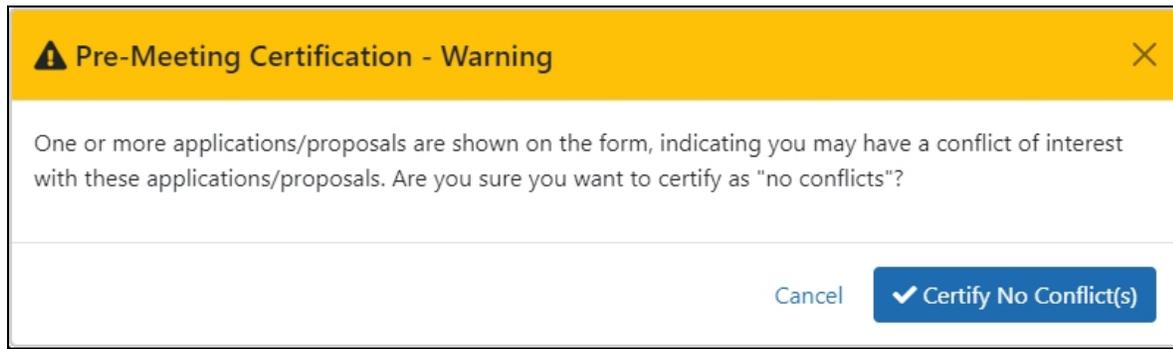 Pre-Meeting Certification - Warning
One or more applications/proposals are shown on the form, indicating you may have a conflict of interest
with these applications/proposals. Are you sure you want to certify as "no conflicts"?
Cancel
Certify No Conflict(s)